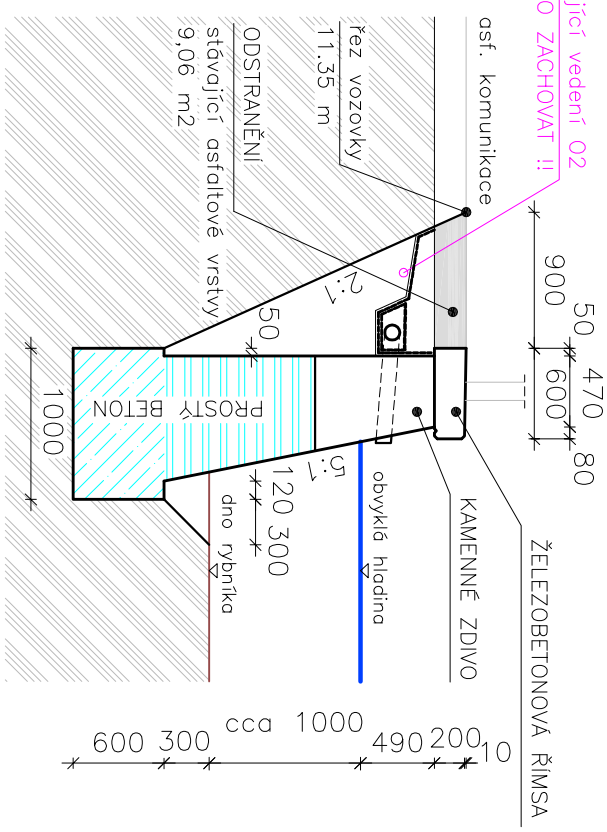 jící vedení O2
O ZACHOVAT !!
asf. komunikace
řez vozovky
11.35 m
ODSTRANĚNÍ
stávající asfaltové vrstvy
9,06 m2
50 470 80
900 600
2:1
50
PROSTÝ BETON
1000
5:1
120 300
obvyklá hladina
dno rybníka
KAMENNÉ ZDIVO
ŽELEZOBETONOVÁ ŘÍMSA
600 300 cca 1000 490 200 10